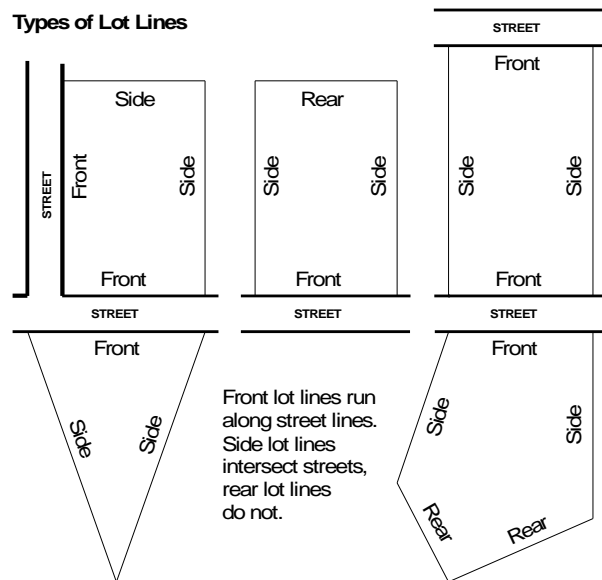 Types of Lot Lines
STREET
Side
Rear
Front
STREET
Front
Side
Side
Side
Side
Side
Front
Front
Front
STREET
STREET
STREET
Front
Front
Side
Side
Side
Side
Rear
Rear
Front lot lines run
along street lines.
Side lot lines
intersect streets,
rear lot lines
do not.